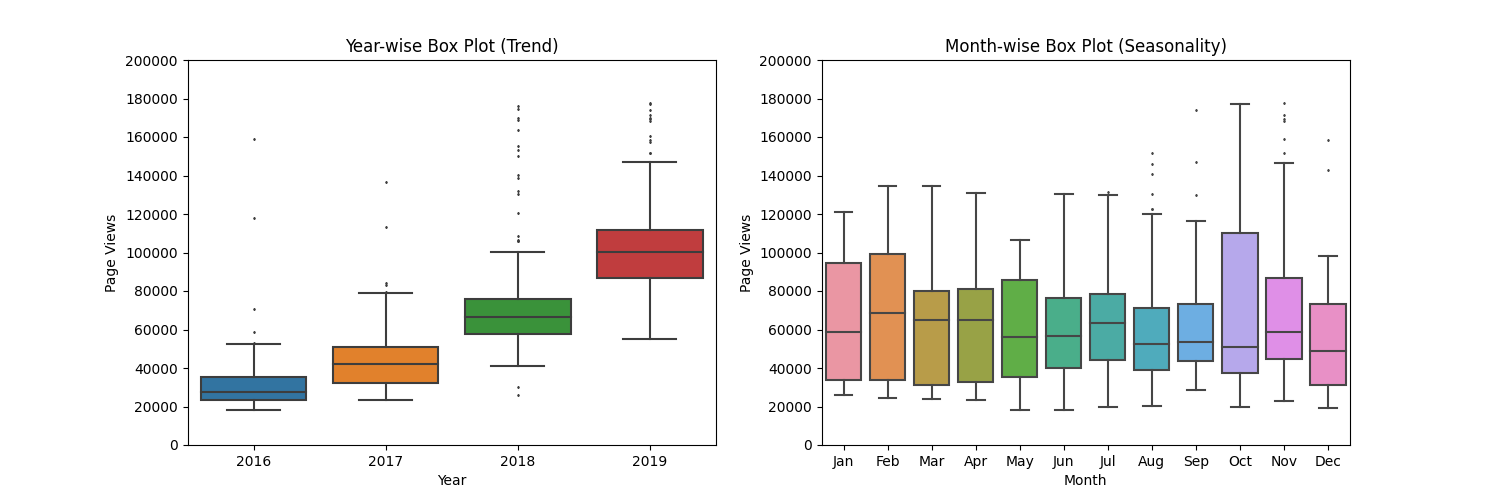 Year-wise Box Plot (Trend)
Page Views
200000
180000
160000
140000
120000
100000
80000
60000
40000
20000
0
2016 2017 2018 2019
Year
Month-wise Box Plot (Seasonality)
Page Views
200000
180000
160000
140000
120000
100000
80000
60000
40000
20000
0
Jan Feb Mar Apr May Jun Jul Aug Sep Oct Nov Dec
Month